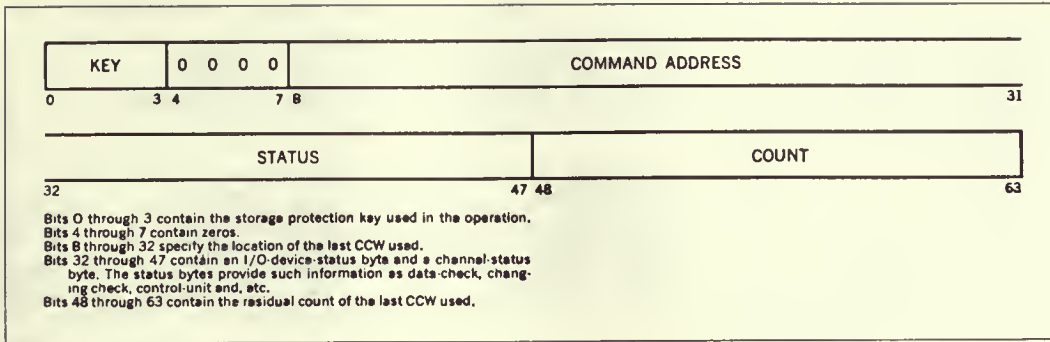 KEY 0 0 0 0 COMMAND ADDRESS
0 3 4 7 8 31
STATUS COUNT
32 47 48 63
Bits 0 through 3 contain the storage protection key used in the operation.
Bits 4 through 7 contain zeros.
Bits 8 through 32 specify the location of the last CCW used.
Bits 32 through 47 contain an I/O-device-status byte and a channel-status
byte. The status bytes provide such information as data-check, chang-
ing check, control-unit end, etc.
Bits 48 through 63 contain the residual count of the last CCW used.